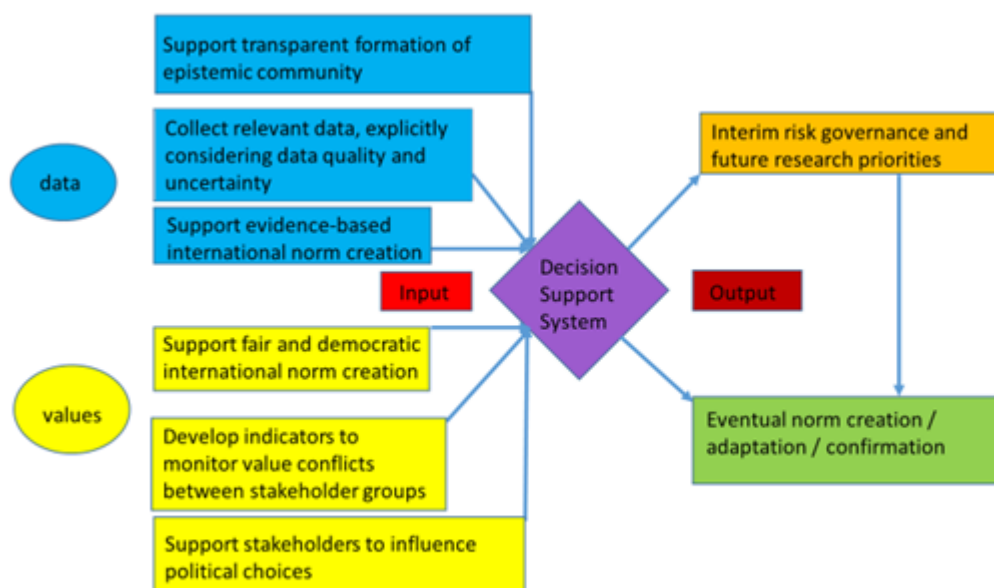 Support transparent formation of
epistemic community
Collect relevant data, explicitly
considering data quality and
uncertainty
data
Support evidence-based
international norm creation
Input
Support fair and democratic
international norm creation
values
Develop indicators to
monitor value conflicts
between stakeholder groups
Support stakeholders to influence
political choices
Decision
Support
System
Output
Interim risk governance and
future research priorities
Eventual norm creation /
adaptation / confirmation